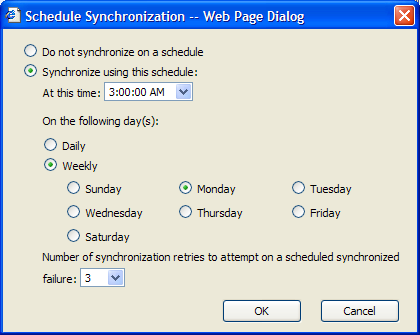 Schedule Synchronization -- Web Page Dialog
Do not synchronize on a schedule
Synchronize using this schedule:
At this time: 3:00:00 AM
On the following day(s):
Daily
Weekly
Sunday Monday Tuesday
Wednesday Thursday Friday
Saturday
Number of synchronization retries to attempt on a scheduled synchronized
failure: 3
OK Cancel